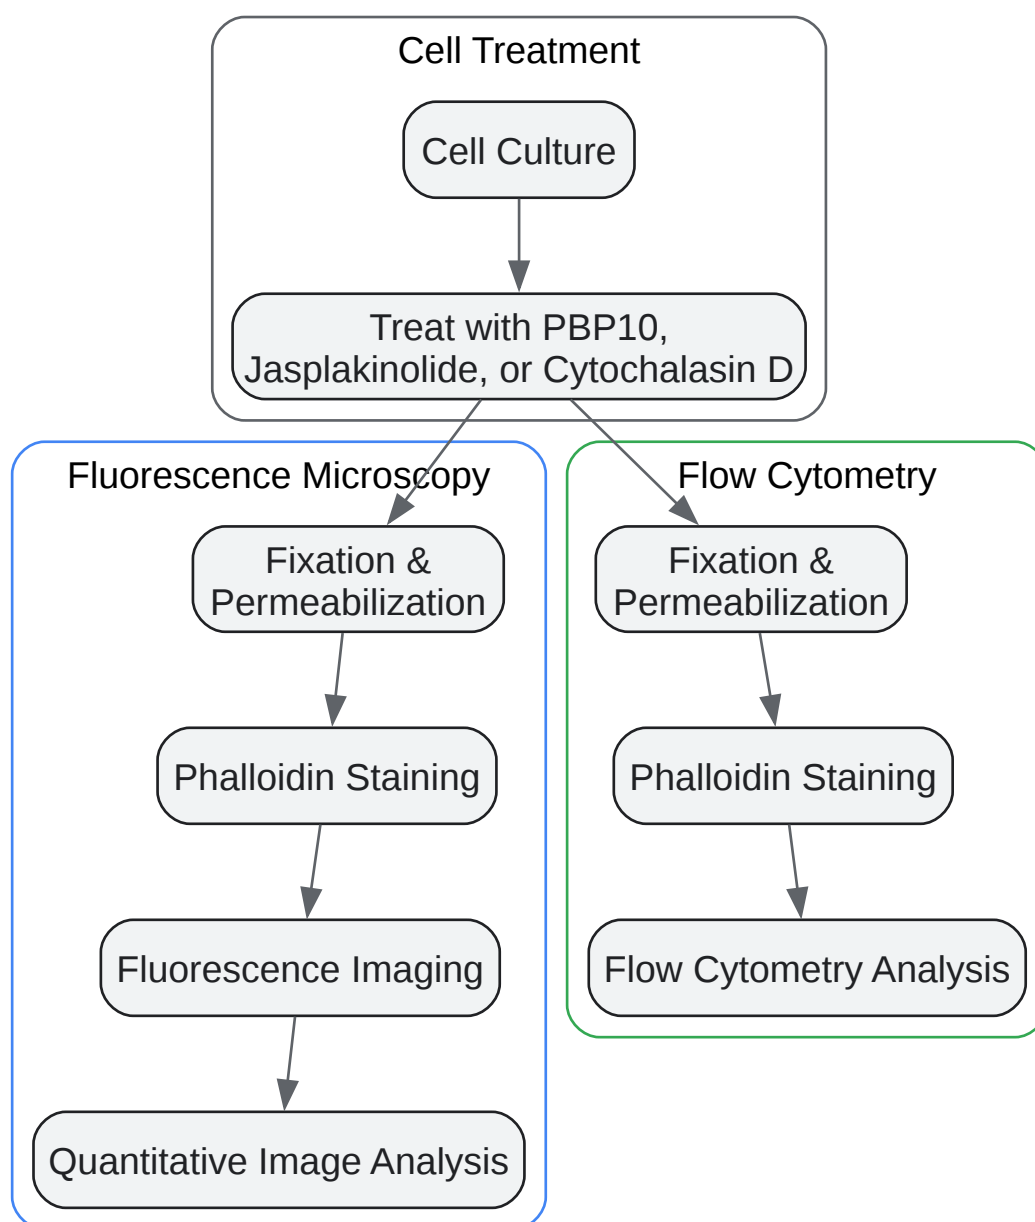 Cell Treatment
Cell Culture
Treat with PBP10,
Jasplakinolide, or Cytochalasin D
Fluorescence Microscopy
Fixation &
Permeabilization
Phalloidin Staining
Fluorescence Imaging
Quantitative Image Analysis
Flow Cytometry
Fixation &
Permeabilization
Phalloidin Staining
Flow Cytometry Analysis